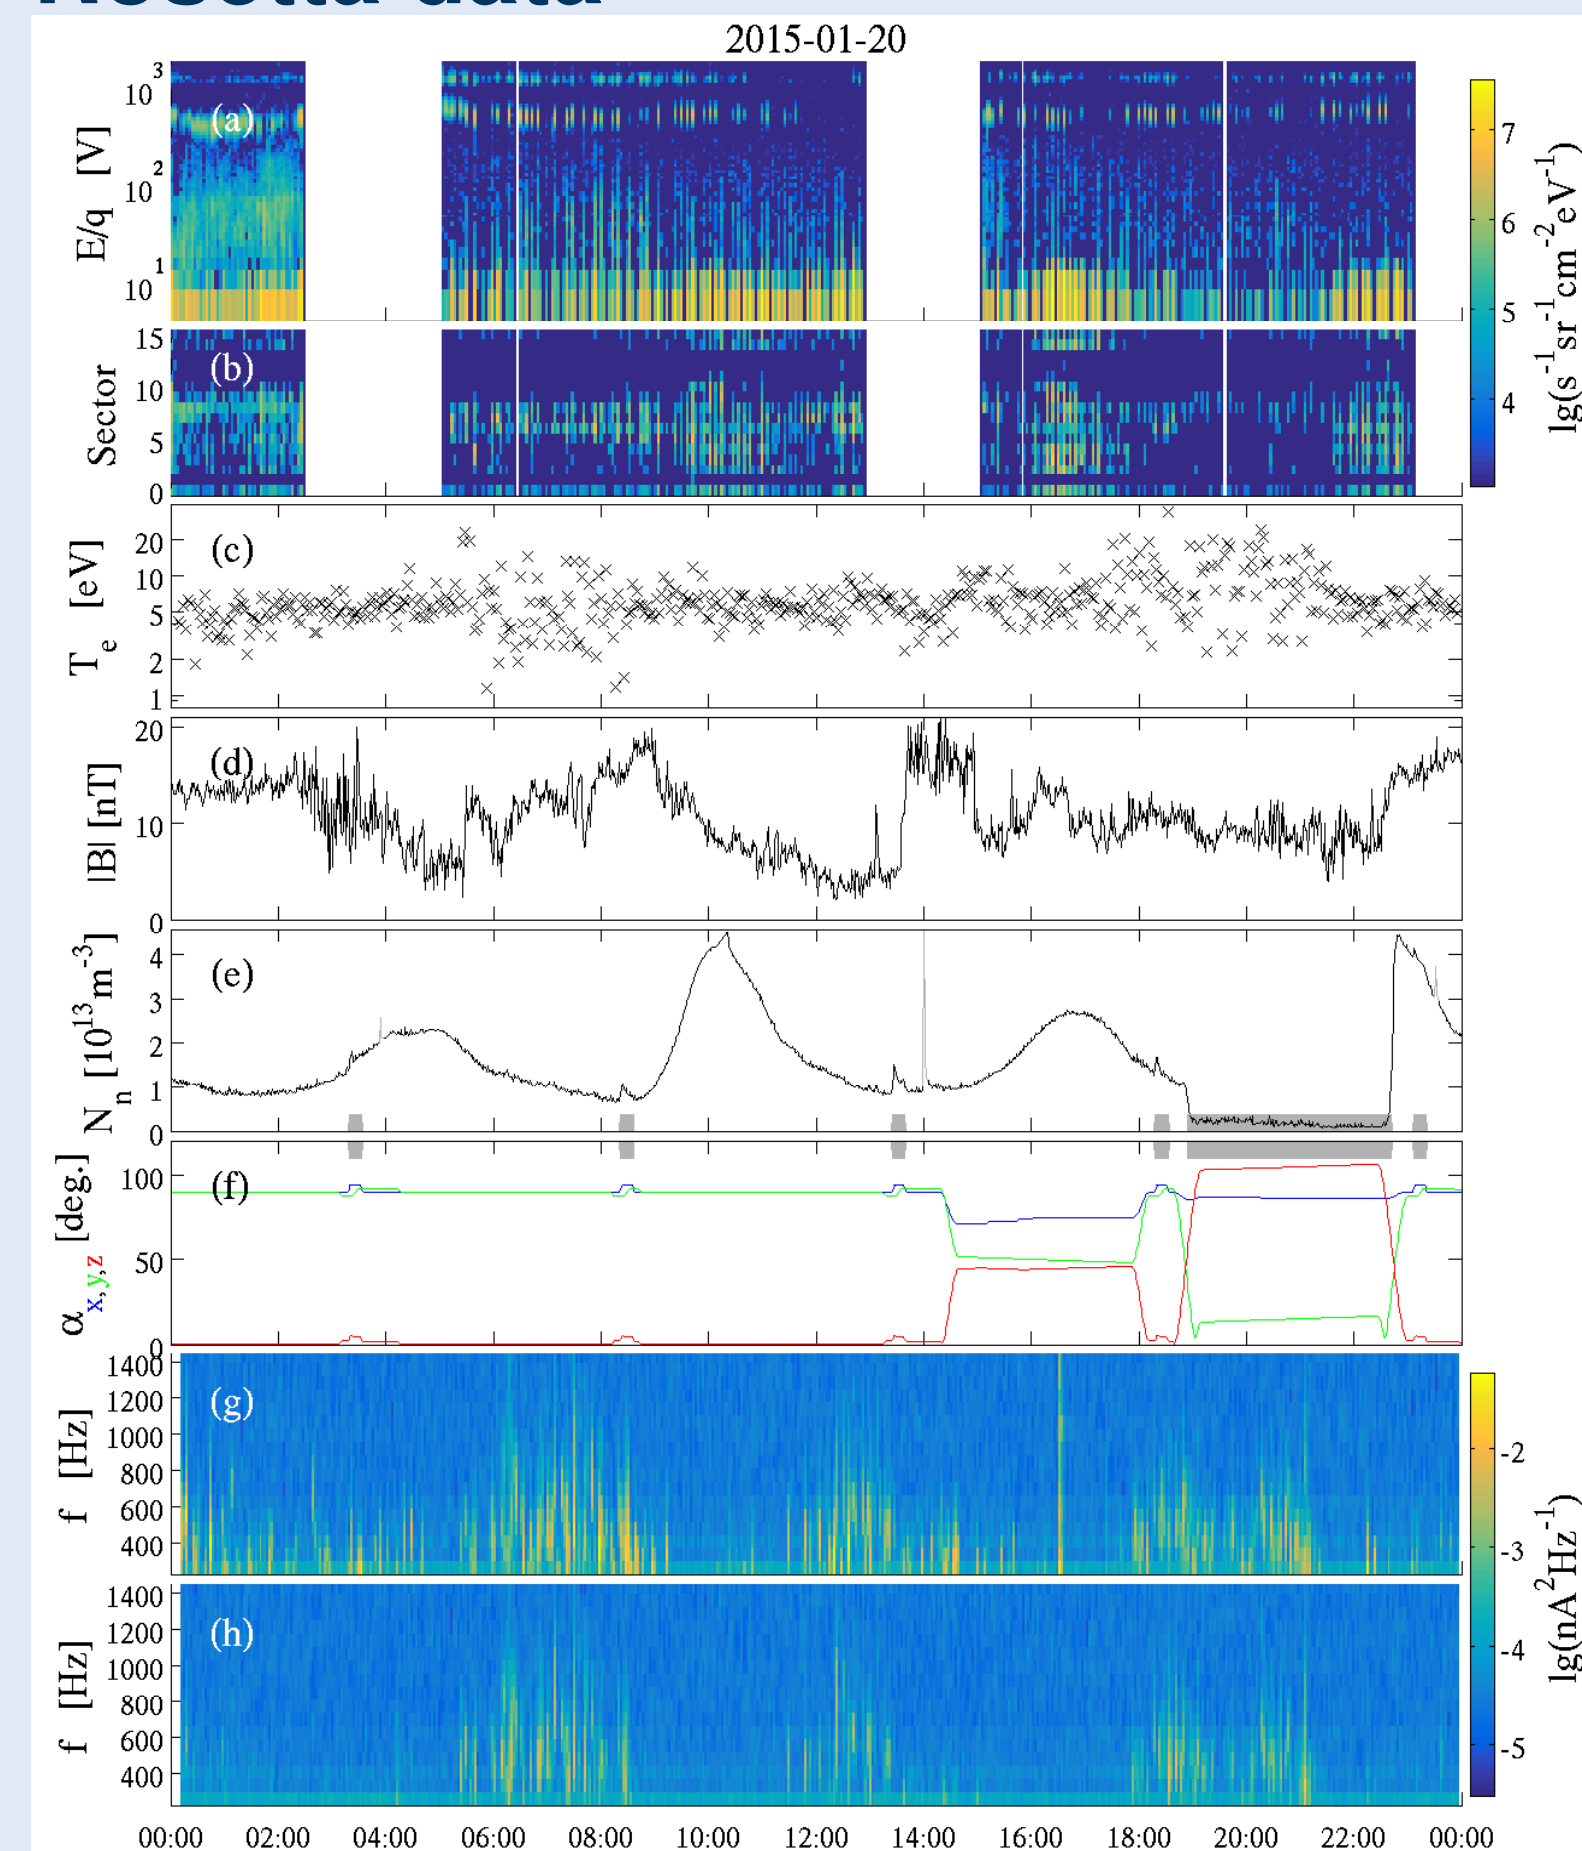 Rosetta data
2015-01-20
(a)
E/q [V]
10^3
10^2
10^1
(b)
Sector
15
10
5
0
7
6
5
4
lg(s^-1 sr^-1 cm^-2 eV^-1)
(c)
T_e [eV]
20
10
5
2
1
(d)
|B| [nT]
20
10
0
(e)
N_n [10^13 m^-3]
4
3
2
1
0
(f)
α_x,y,z [deg.]
100
50
0
(g)
f [Hz]
1400
1200
1000
800
600
400
(h)
f [Hz]
1400
1200
1000
800
600
400
-2
-3
-4
-5
lg(nA^2 Hz^-1)
00:00 02:00 04:00 06:00 08:00 10:00 12:00 14:00 16:00 18:00 20:00 22:00 00:00